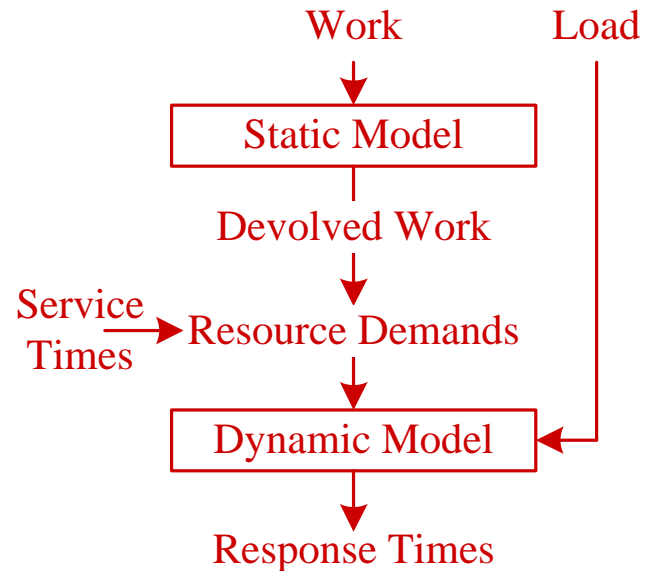 Work
Load
Static Model
Devolved Work
Service
Times
Resource Demands
Dynamic Model
Response Times